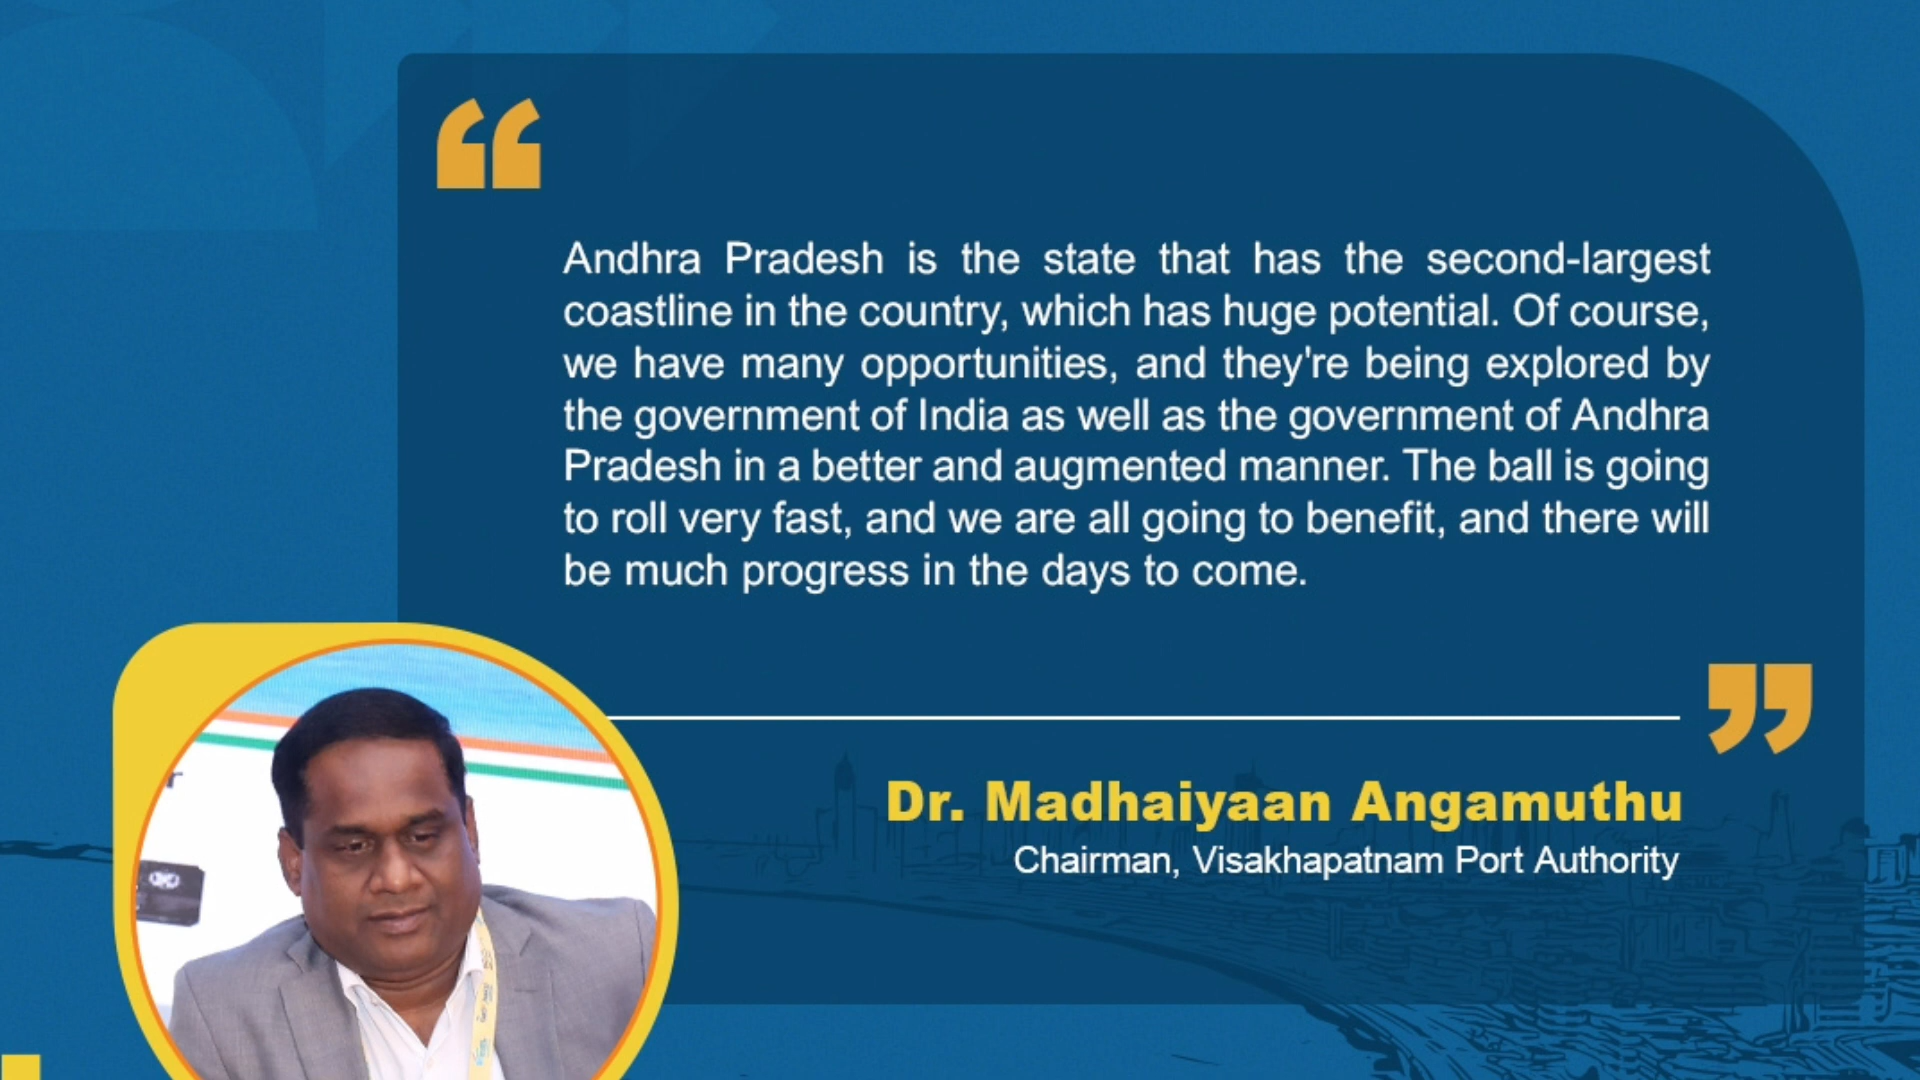 “
Andhra Pradesh is the state that has the second-largest
coastline in the country, which has huge potential. Of course,
we have many opportunities, and they're being explored by
the government of India as well as the government of Andhra
Pradesh in a better and augmented manner. The ball is going
to roll very fast, and we are all going to benefit, and there will
be much progress in the days to come.
”
Dr. Madhaiyaan Angamuthu
Chairman, Visakhapatnam Port Authority